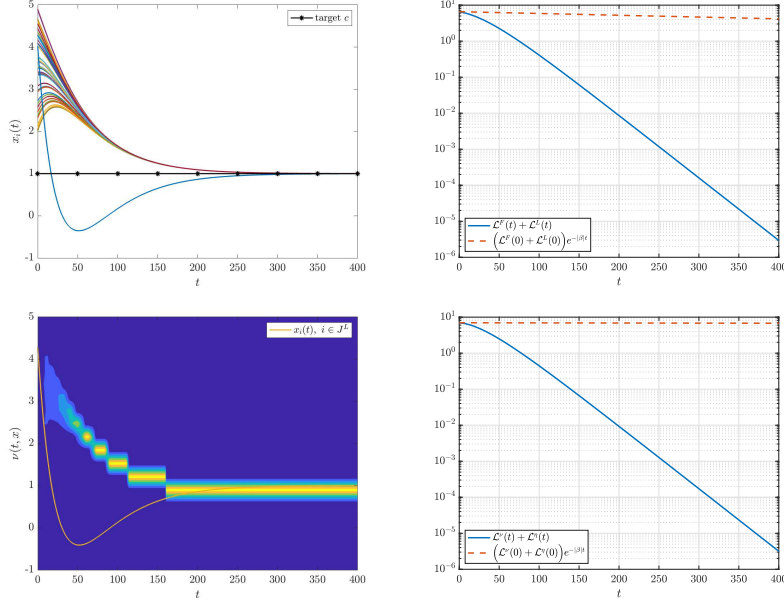 5
4
3
2
1
0
-1
x_i(t)
target c
0 50 100 150 200 250 300 350 400
t
10^1
10^0
10^{-1}
10^{-2}
10^{-3}
10^{-4}
10^{-5}
10^{-6}
ℒ^F(t) + ℒ^L(t)
(ℒ^F(0) + ℒ^L(0))e^{-|β|t}
0 50 100 150 200 250 300 350 400
t
5
4
3
2
1
0
-1
ν(t, x)
x_i(t), i ∈ J^L
0 50 100 150 200 250 300 350 400
t
10^1
10^0
10^{-1}
10^{-2}
10^{-3}
10^{-4}
10^{-5}
10^{-6}
ℒ^ν(t) + ℒ^η(t)
(ℒ^ν(0) + ℒ^η(0))e^{-|β|t}
0 50 100 150 200 250 300 350 400
t